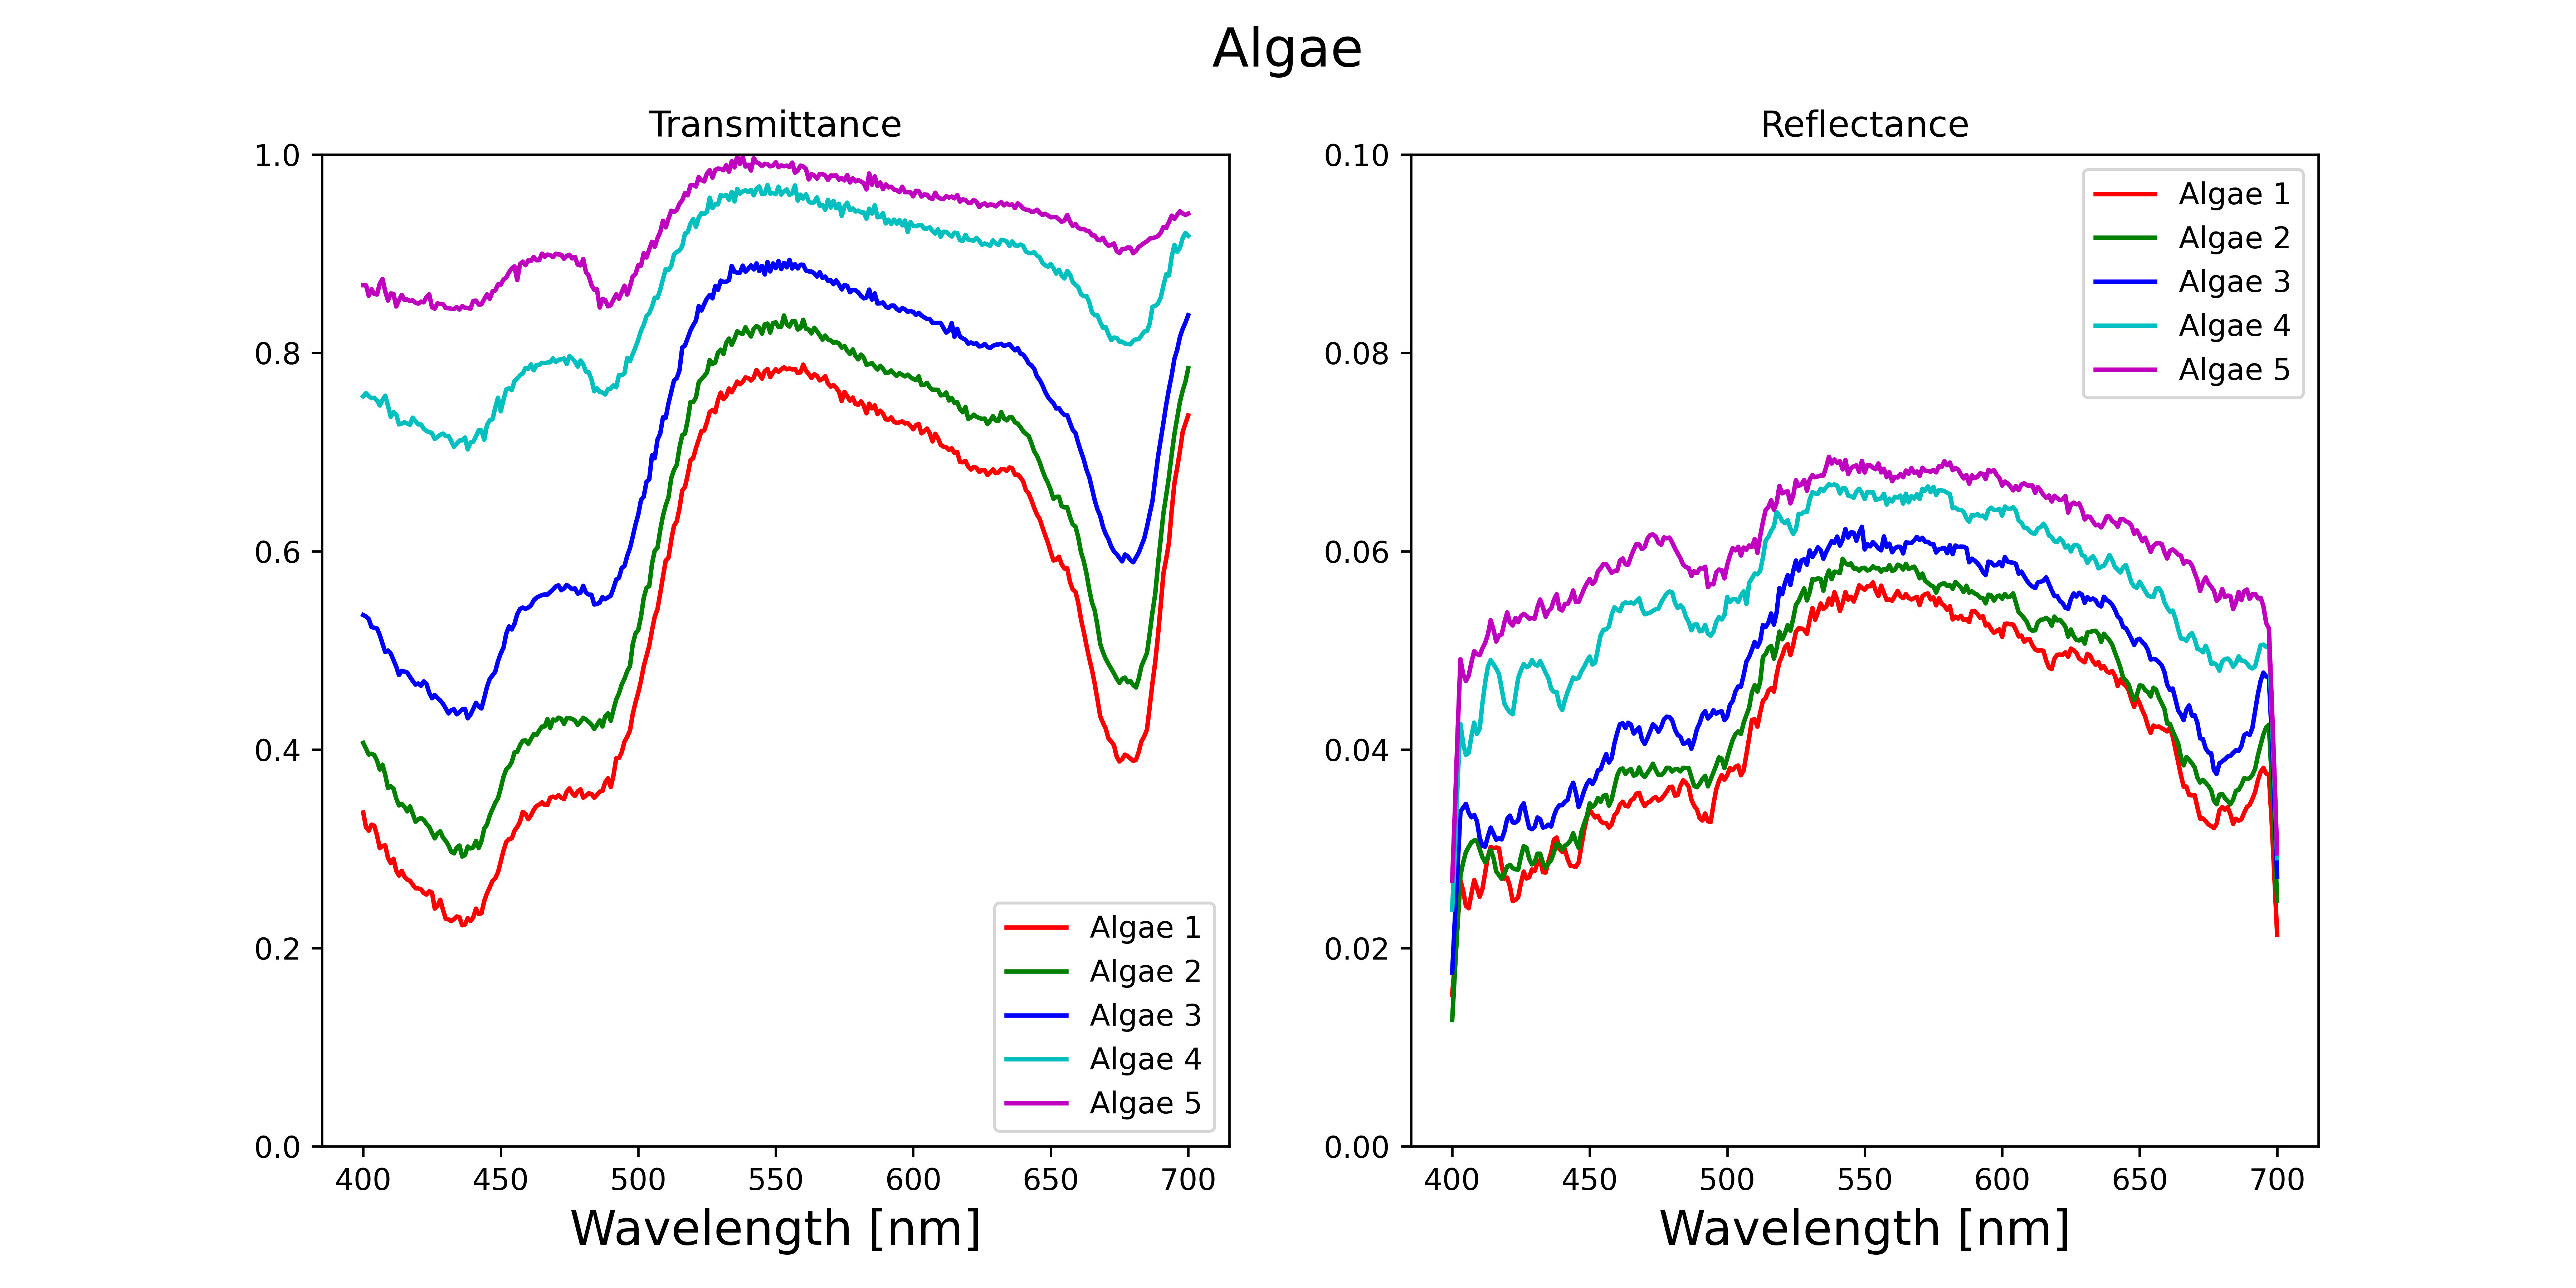 Algae
Transmittance
1.0
0.8
0.6
0.4
0.2
0.0
400 450 500 550 600 650 700
Wavelength [nm]
Algae 1
Algae 2
Algae 3
Algae 4
Algae 5
Reflectance
0.10
0.08
0.06
0.04
0.02
0.00
400 450 500 550 600 650 700
Wavelength [nm]
Algae 1
Algae 2
Algae 3
Algae 4
Algae 5